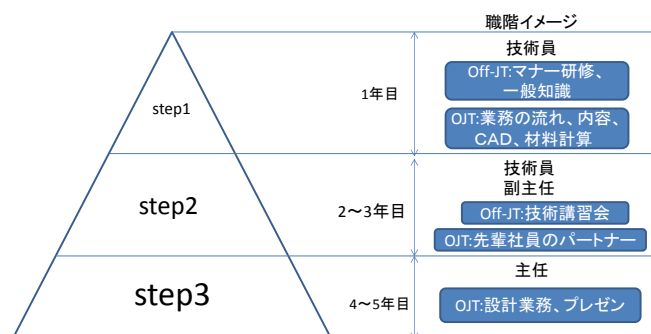 職階イメージ
技術員
Off-JT:マナー研修、
一般知識
1年目
step1
OJT:業務の流れ、内容、
CAD、材料計算
技術員
副主任
step2
2～3年目
Off-JT:技術講習会
OJT:先輩社員のパートナー
主任
step3
4～5年目
OJT:設計業務、プレゼン